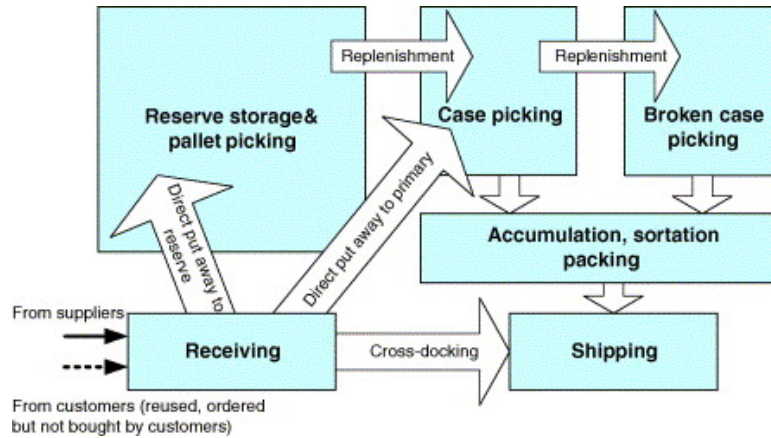 Replenishment
Replenishment
Reserve storage&
pallet picking
Case picking
Broken case
picking
Direct put away to
reserve
Direct put away to primary
Accumulation, sortation
packing
From suppliers
Receiving
Cross-docking
Shipping
From customers (reused, ordered
but not bought by customers)